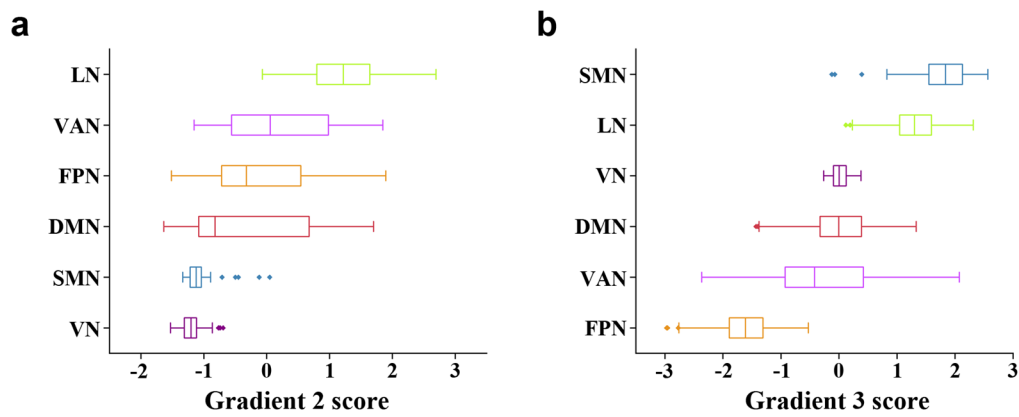 a
LN
VAN
FPN
DMN
SMN
VN
-2 -1 0 1 2 3
Gradient 2 score
b
SMN
LN
VN
DMN
VAN
FPN
-3 -2 -1 0 1 2 3
Gradient 3 score